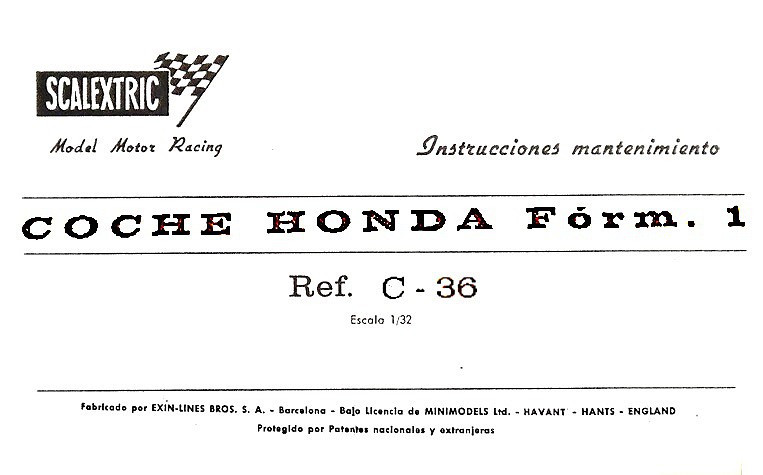 SCALEXTRIC
Model Motor Racing
Instrucciones mantenimiento
COCHE HONDA Fórm. 1
Ref. C - 36
Escala 1/32
Fabricado por EXIN-LINES BROS. S. A. - Barcelona - Bajo Licencia de MINIMODELS Ltd. - HAVANT - HANTS - ENGLAND
Protegido por Patentes nacionales y extranjeras